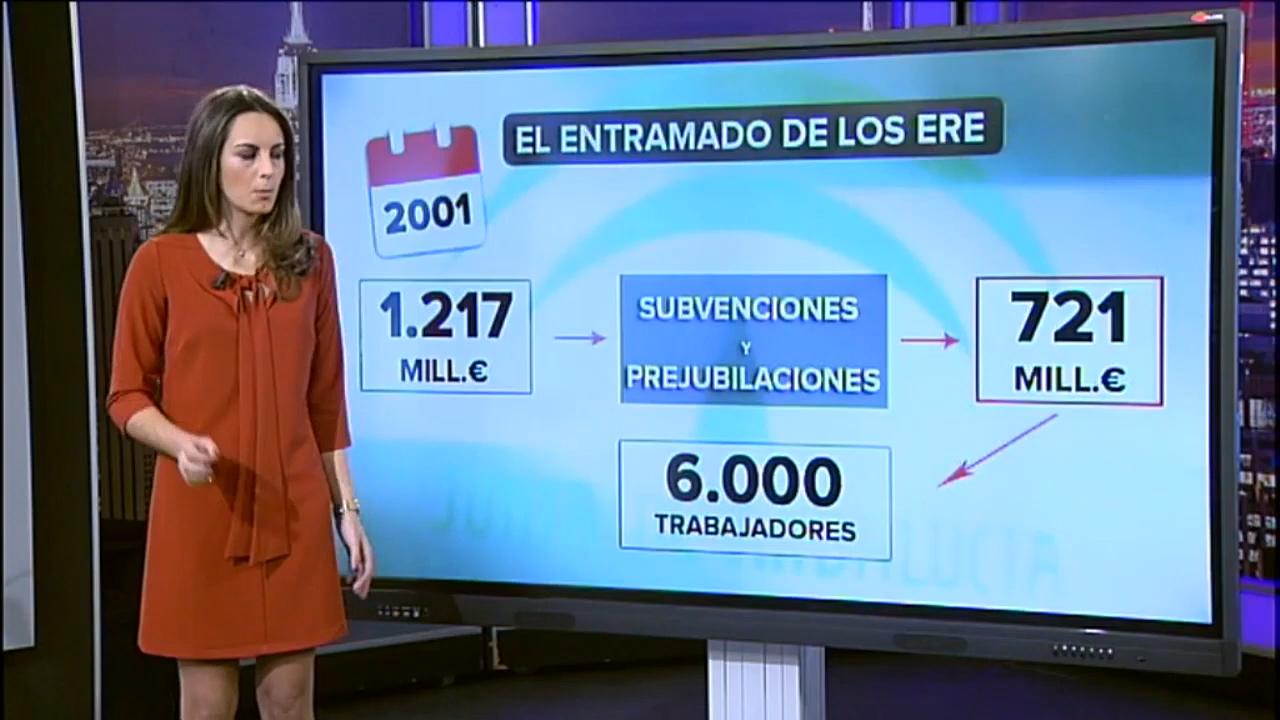 EL ENTRAMADO DE LOS ERE
2001
1.217
MILL.€
SUBVENCIONES
Y
PREJUBILACIONES
721
MILL.€
6.000
TRABAJADORES